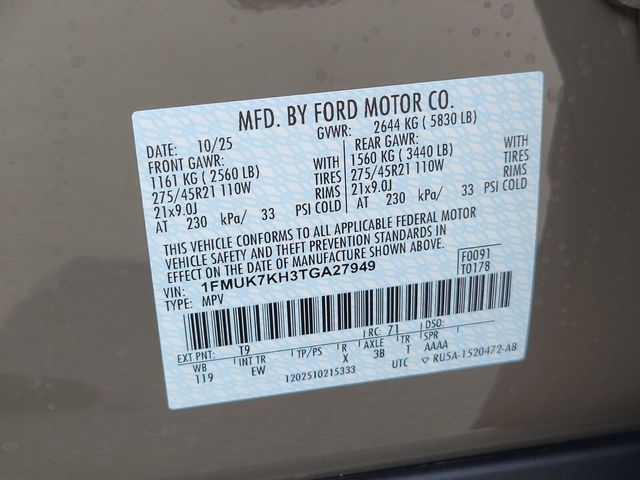 MFD. BY FORD MOTOR CO.
DATE: 10/25 GVWR: 2644 KG ( 5830 LB)
FRONT GAWR: REAR GAWR:
1161 KG ( 2560 LB) WITH 1560 KG ( 3440 LB) WITH
275/45R21 110W TIRES 275/45R21 110W TIRES
21x9.0J RIMS 21x9.0J RIMS
AT 230 kPa/ 33 PSI COLD AT 230 kPa/ 33 PSI COLD
THIS VEHICLE CONFORMS TO ALL APPLICABLE FEDERAL MOTOR
VEHICLE SAFETY AND THEFT PREVENTION STANDARDS IN
EFFECT ON THE DATE OF MANUFACTURE SHOWN ABOVE.
VIN: 1FMUK7KH3TGA27949 F0091
TYPE: MPV T0178
EXT PNT: T9 RC: 71 DSO:
WB INT TR TP/PS R AXLE TR SPR
119 EW X 3B T AAAA
1202510215333 UTC ▽ RU5A-1520472-AB